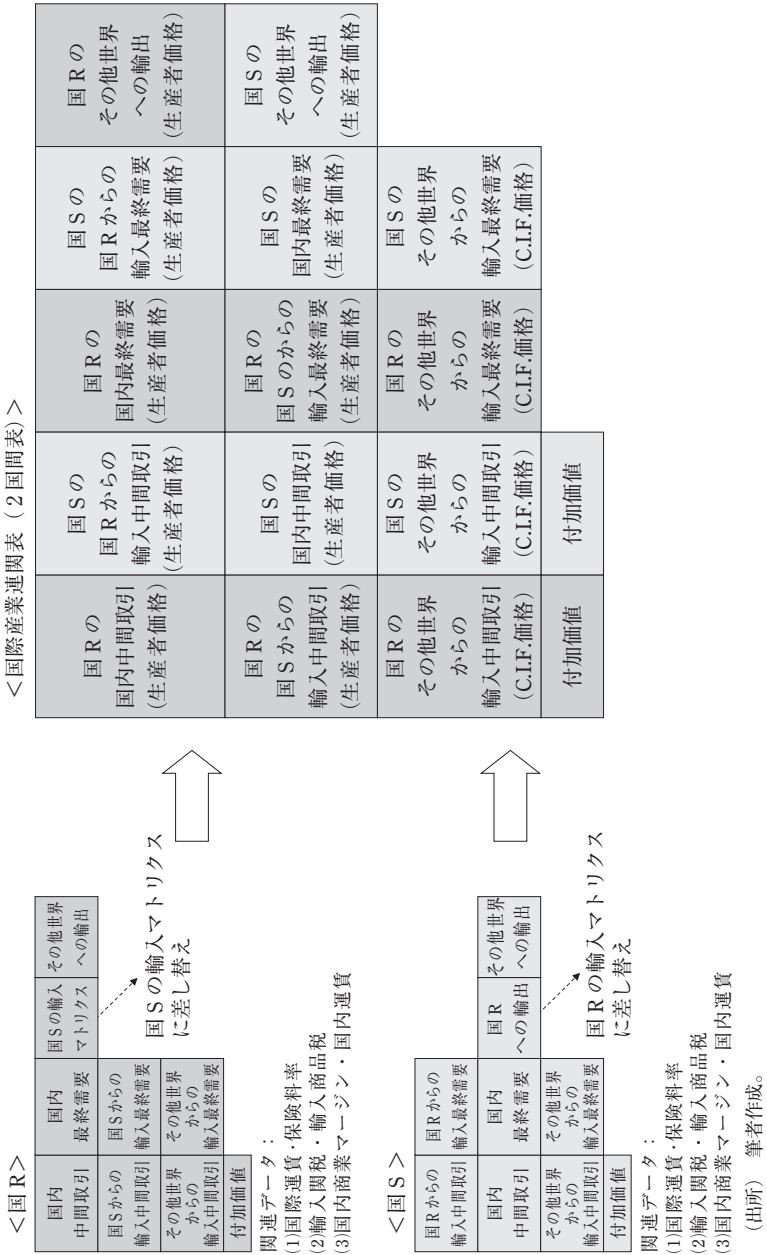 <国R>
国内
中間取引
国内
最終需要
国Sの輸入
マトリクス
その他世界
への輸出
国Sからの
輸入中間取引
国Sからの
輸入最終需要
その他世界
からの
輸入中間取引
その他世界
からの
輸入最終需要
付加価値
国Sの輸入マトリクス
に差し替え
関連データ:
(1)国際運賃・保険料率
(2)輸入関税・輸入商品税
(3)国内商業マージン・国内運賃
<国S>
国Rからの
輸入中間取引
国Rからの
輸入最終需要
国内
中間取引
国内
最終需要
国R
への輸出
その他世界
への輸出
その他世界
からの
輸入中間取引
その他世界
からの
輸入最終需要
付加価値
国Rの輸入マトリクス
に差し替え
関連データ:
(1)国際運賃・保険料率
(2)輸入関税・輸入商品税
(3)国内商業マージン・国内運賃
(出所) 筆者作成。
<国際産業連関表(2国間表)>
国Rの
国内中間取引
(生産者価格)
国Sの
国Rからの
輸入中間取引
(生産者価格)
国Rの
国内最終需要
(生産者価格)
国Sの
国Rからの
輸入最終需要
(生産者価格)
国Rの
その他世界
への輸出
(生産者価格)
国Rの
国Sからの
輸入中間取引
(生産者価格)
国Sの
国内中間取引
(生産者価格)
国Rの
国Sのからの
輸入最終需要
(生産者価格)
国Sの
国内最終需要
(生産者価格)
国Sの
その他世界
への輸出
(生産者価格)
国Rの
その他世界
からの
輸入中間取引
(C.I.F.価格)
国Sの
その他世界
からの
輸入中間取引
(C.I.F.価格)
国Rの
その他世界
からの
輸入最終需要
(C.I.F.価格)
国Sの
その他世界
からの
輸入最終需要
(C.I.F.価格)
付加価値
付加価値